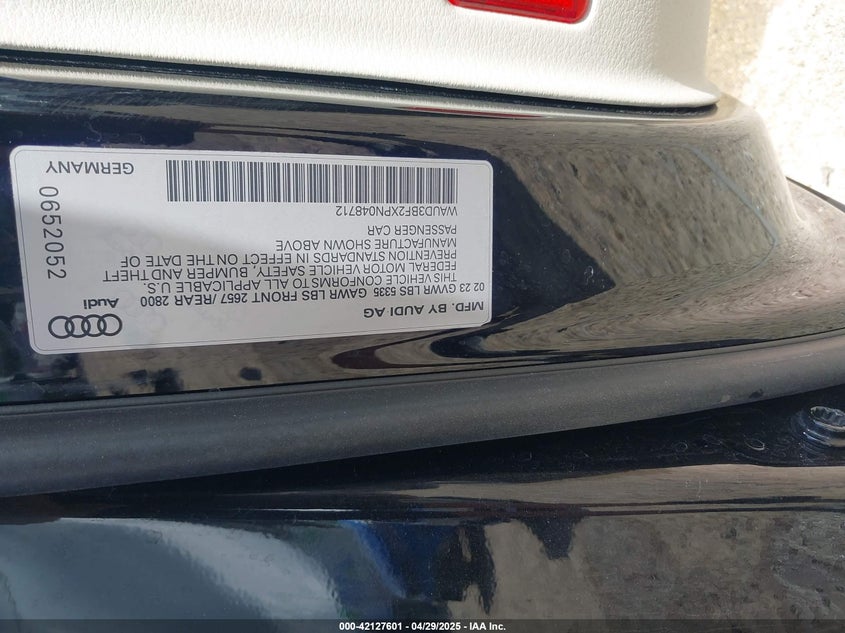 MFD. BY AUDI AG
Audi
02 23 GVWR LBS 5335 GAWR LBS FRONT 2657 /REAR 2800
THIS VEHICLE CONFORMS TO ALL APPLICABLE U.S.
FEDERAL MOTOR VEHICLE SAFETY, BUMPER AND THEFT
PREVENTION STANDARDS IN EFFECT ON THE DATE OF
MANUFACTURE SHOWN ABOVE
PASSENGER CAR
WAUD3BF2XPN048712
GERMANY
0652052
000-42127601 | 04/29/2025 | IAA Inc.